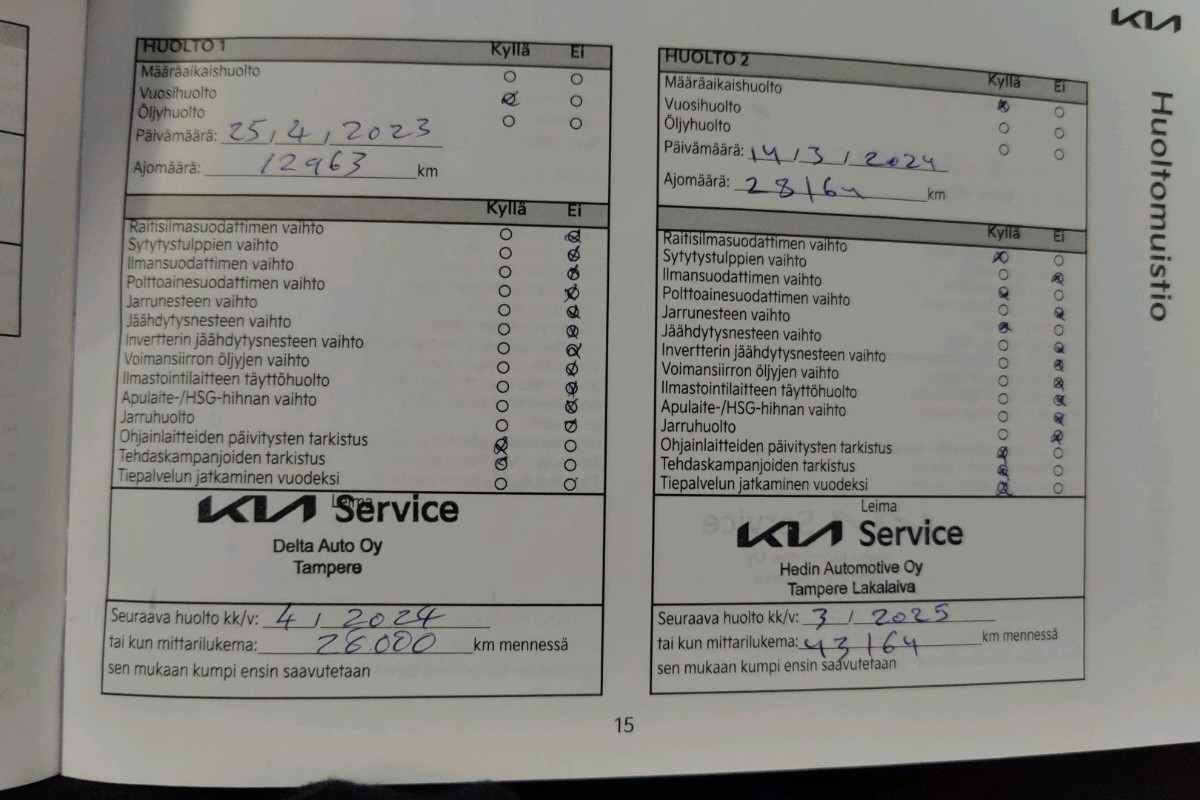 KIA
Huoltomuistio
HUOLTO 1 Kyllä Ei
Määräaikaishuolto
Vuosihuolto
Öljyhuolto
Päivämäärä: 25 / 4 / 2023
Ajomäärä: 12963 km
Kyllä Ei
Raitisilmasuodattimen vaihto
Sytytystulppien vaihto
Ilmansuodattimen vaihto
Polttoainesuodattimen vaihto
Jarrunesteen vaihto
Jäähdytysnesteen vaihto
Invertterin jäähdytysnesteen vaihto
Voimansiirron öljyjen vaihto
Ilmastointilaitteen täyttöhuolto
Apulaite-/HSG-hihnan vaihto
Jarruhuolto
Ohjainlaitteiden päivitysten tarkistus
Tehdaskampanjoiden tarkistus
Tiepalvelun jatkaminen vuodeksi
Leima
KIA Service
Delta Auto Oy
Tampere
Seuraava huolto kk/v: 4 / 2024
tai kun mittarilukema: 26000 km mennessä
sen mukaan kumpi ensin saavutetaan
HUOLTO 2 Kyllä Ei
Määräaikaishuolto
Vuosihuolto
Öljyhuolto
Päivämäärä: 14 / 3 / 2024
Ajomäärä: 28164 km
Kyllä Ei
Raitisilmasuodattimen vaihto
Sytytystulppien vaihto
Ilmansuodattimen vaihto
Polttoainesuodattimen vaihto
Jarrunesteen vaihto
Jäähdytysnesteen vaihto
Invertterin jäähdytysnesteen vaihto
Voimansiirron öljyjen vaihto
Ilmastointilaitteen täyttöhuolto
Apulaite-/HSG-hihnan vaihto
Jarruhuolto
Ohjainlaitteiden päivitysten tarkistus
Tehdaskampanjoiden tarkistus
Tiepalvelun jatkaminen vuodeksi
Leima
KIA Service
Hedin Automotive Oy
Tampere Lakalaiva
Seuraava huolto kk/v: 3 / 2025
tai kun mittarilukema: 43164 km mennessä
sen mukaan kumpi ensin saavutetaan
15